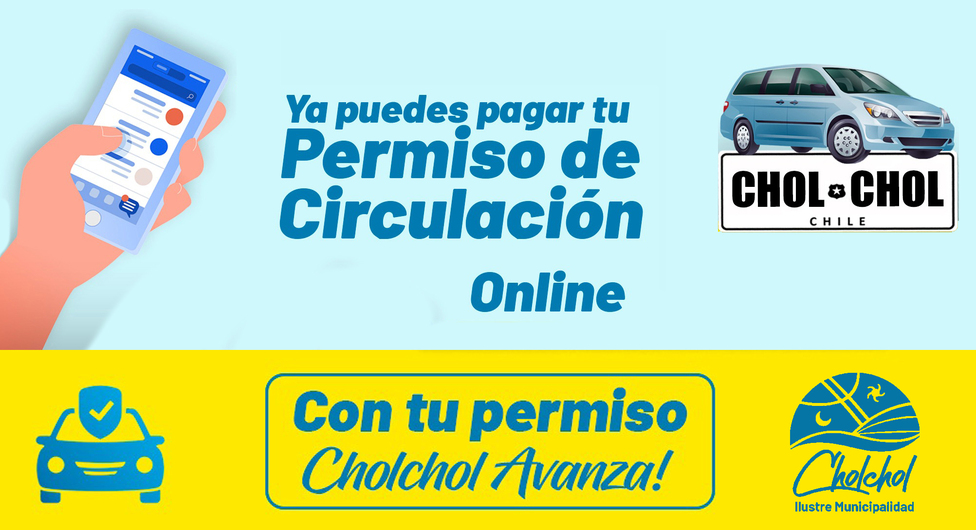 Ya puedes pagar tu
Permiso de
Circulación
Online
CHOL CHOL
CHILE
Con tu permiso
Cholchol Avanza!
Cholchol
Ilustre Municipalidad